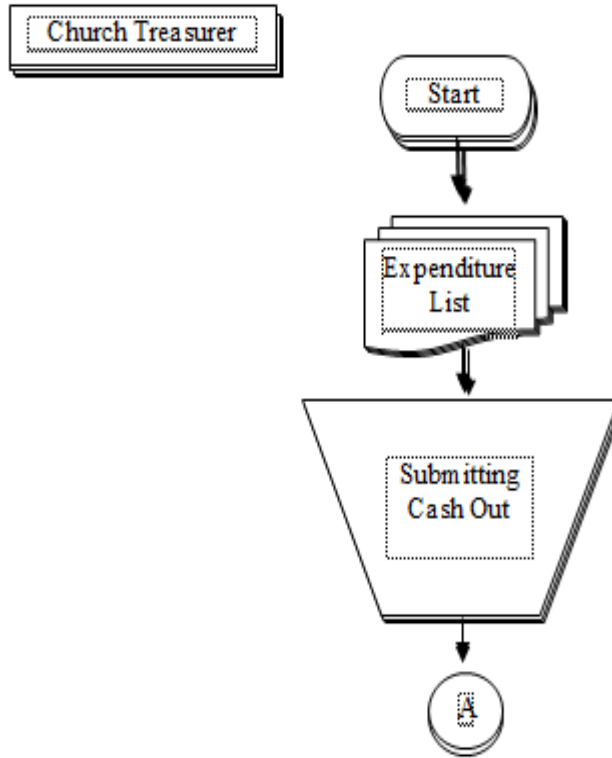 Church Treasurer
Start
Expenditure
List
Submitting
Cash Out
A